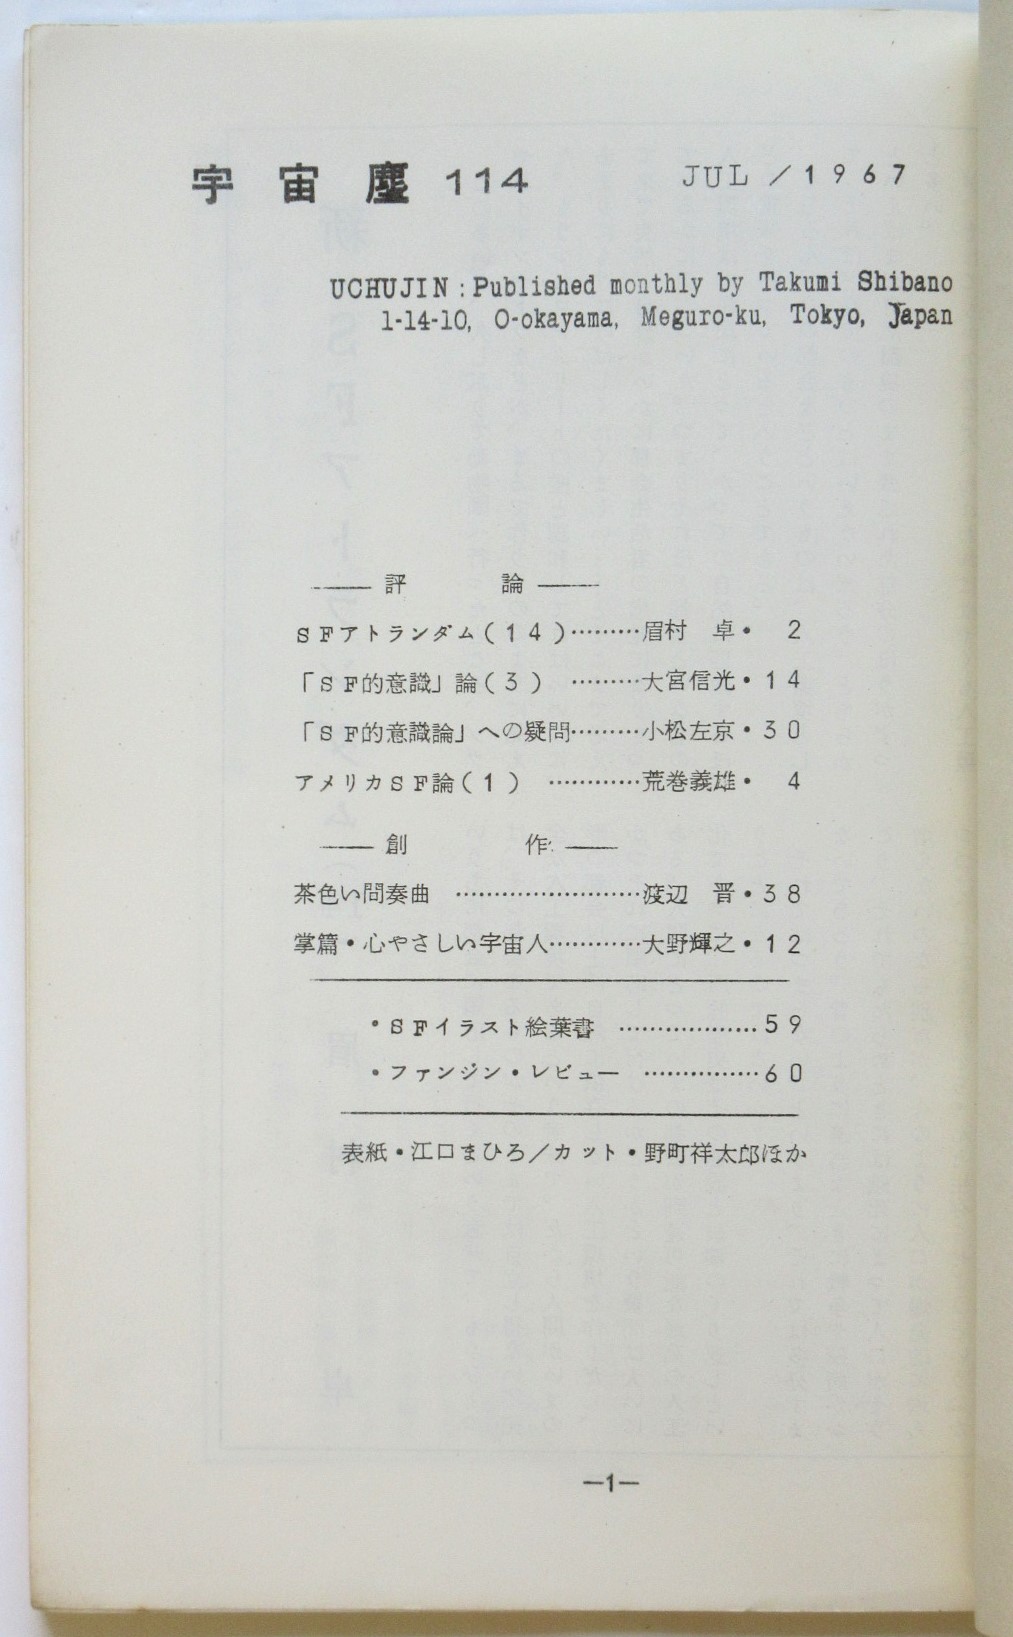 宇宙塵 114 JUL / 1967
UCHUJIN : Published monthly by Takumi Shibano
1-14-10, O-okayama, Meguro-ku, Tokyo, Japan
―― 評 論 ――
SFアトランダム(14)………眉村 卓・ 2
「SF的意識」論(3) ………大宮信光・14
「SF的意識論」への疑問………小松左京・30
アメリカSF論(1) …………荒巻義雄・ 4
―― 創 作 ――
茶色い問奏曲 ……………………渡辺 晋・38
掌篇・心やさしい宇宙人…………大野輝之・12
・SFイラスト絵葉書 ………………59
・ファンジン・レビュー ……………60
表紙・江口まひろ/カット・野町祥太郎ほか
―1―